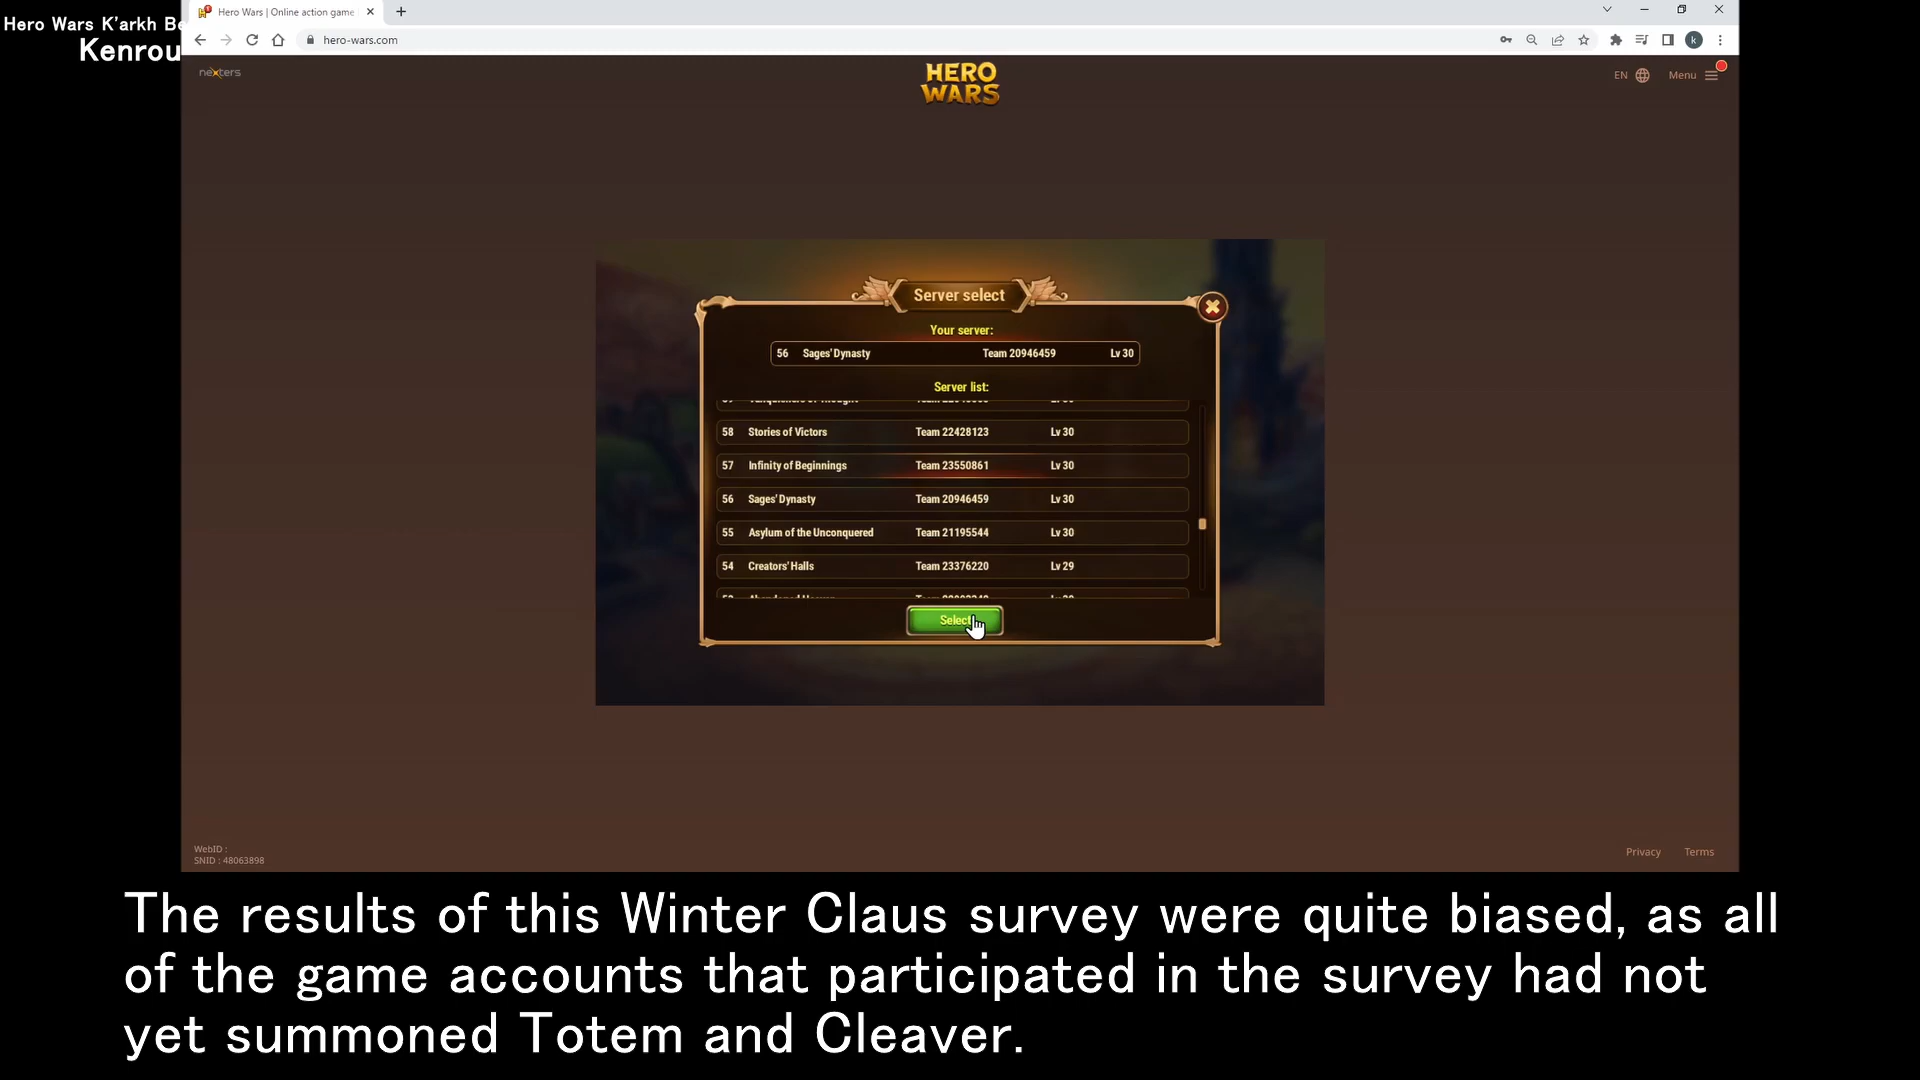 Hero Wars K'arkh Be
Kenrou
Hero Wars | Online action game
hero-wars.com
nexters
HERO
WARS
EN
Menu
Server select
Your server:
56 Sages' Dynasty Team 20946459 Lv 30
Server list:
58 Stories of Victors Team 22428123 Lv 30
57 Infinity of Beginnings Team 23550861 Lv 30
56 Sages' Dynasty Team 20946459 Lv 30
55 Asylum of the Unconquered Team 21195544 Lv 30
54 Creators' Halls Team 23376220 Lv 29
Select
WebID :
SNID : 48063898
Privacy Terms
The results of this Winter Claus survey were quite biased, as all
of the game accounts that participated in the survey had not
yet summoned Totem and Cleaver.